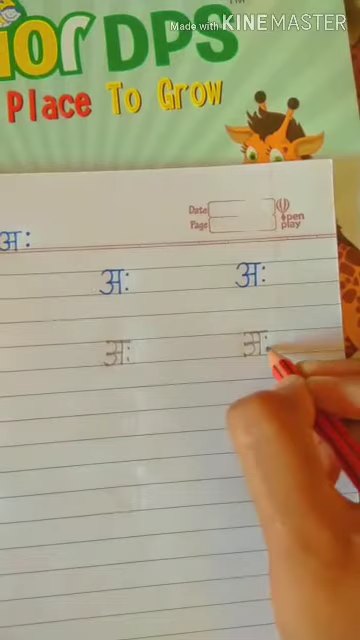 Made with KINEMASTER
ior DPS
Place To Grow
Date
Page
open
play
अः
अः अः
अः अः